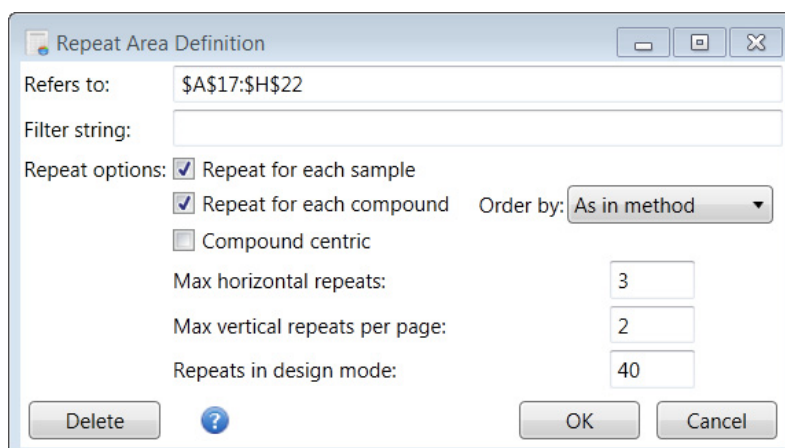 Repeat Area Definition
Refers to: $A$17:$H$22
Filter string:
Repeat options: Repeat for each sample
Repeat for each compound Order by: As in method
Compound centric
Max horizontal repeats: 3
Max vertical repeats per page: 2
Repeats in design mode: 40
Delete ? OK Cancel